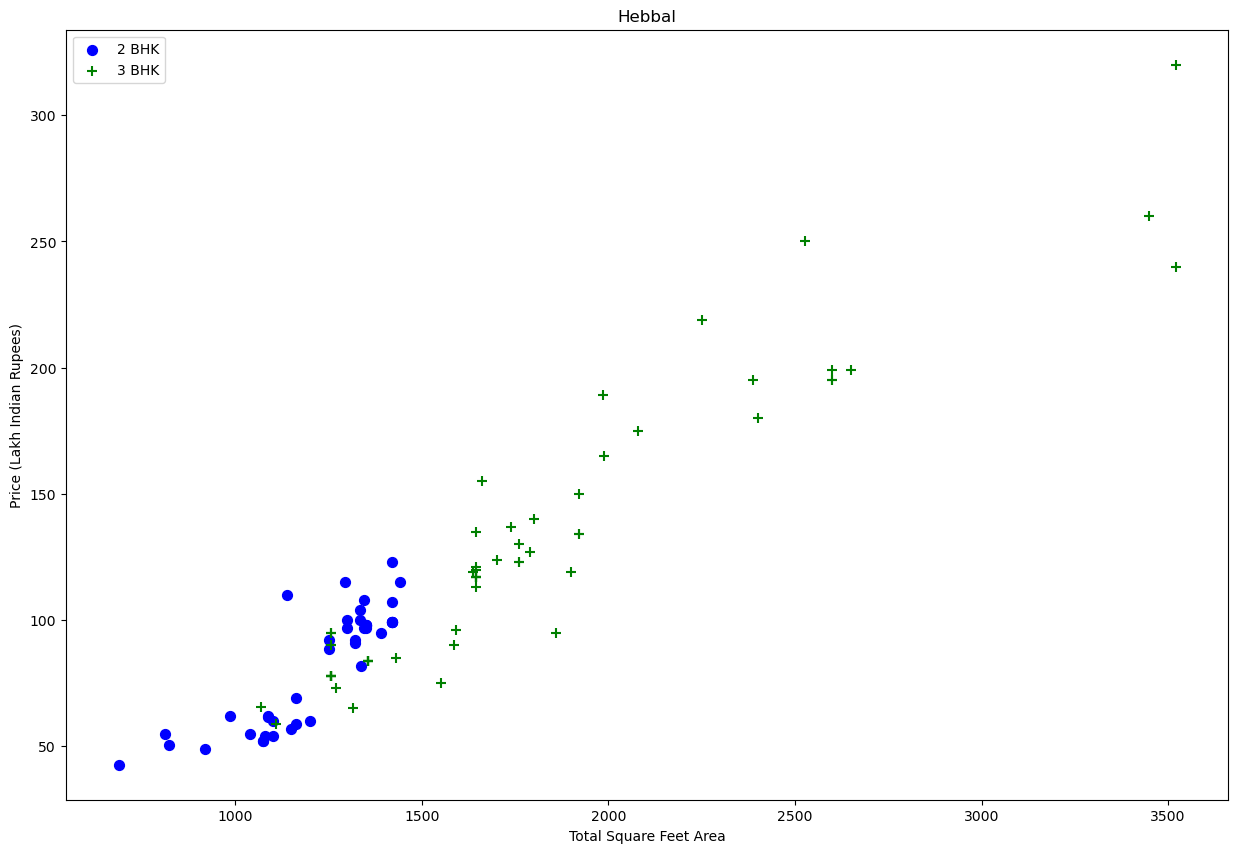 Hebbal
2 BHK
3 BHK
300
250
200
150
100
50
Price (Lakh Indian Rupees)
1000 1500 2000 2500 3000 3500
Total Square Feet Area